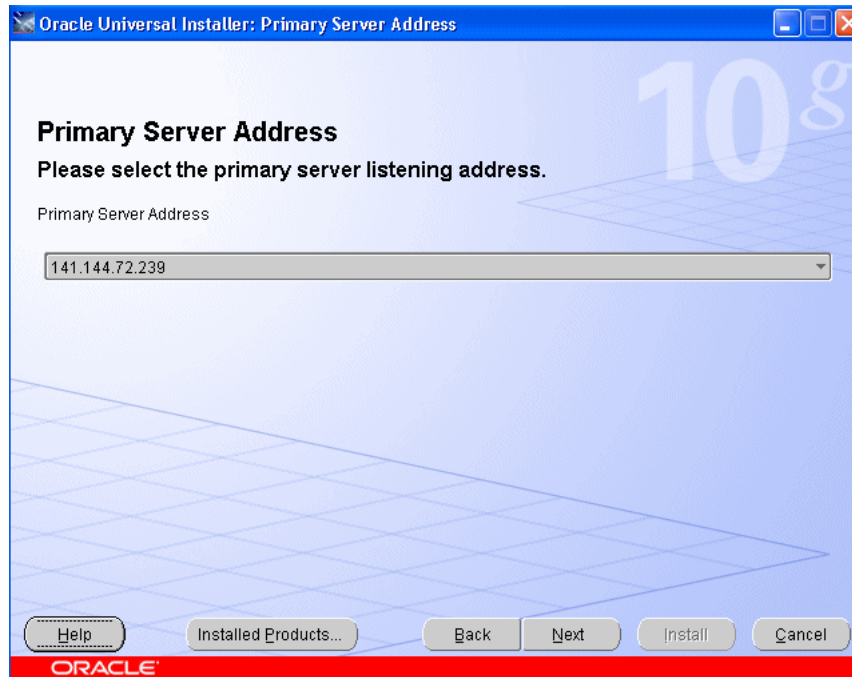 Oracle Universal Installer: Primary Server Address
10g
Primary Server Address
Please select the primary server listening address.
Primary Server Address
141.144.72.239
Help Installed Products... Back Next Install Cancel
ORACLE